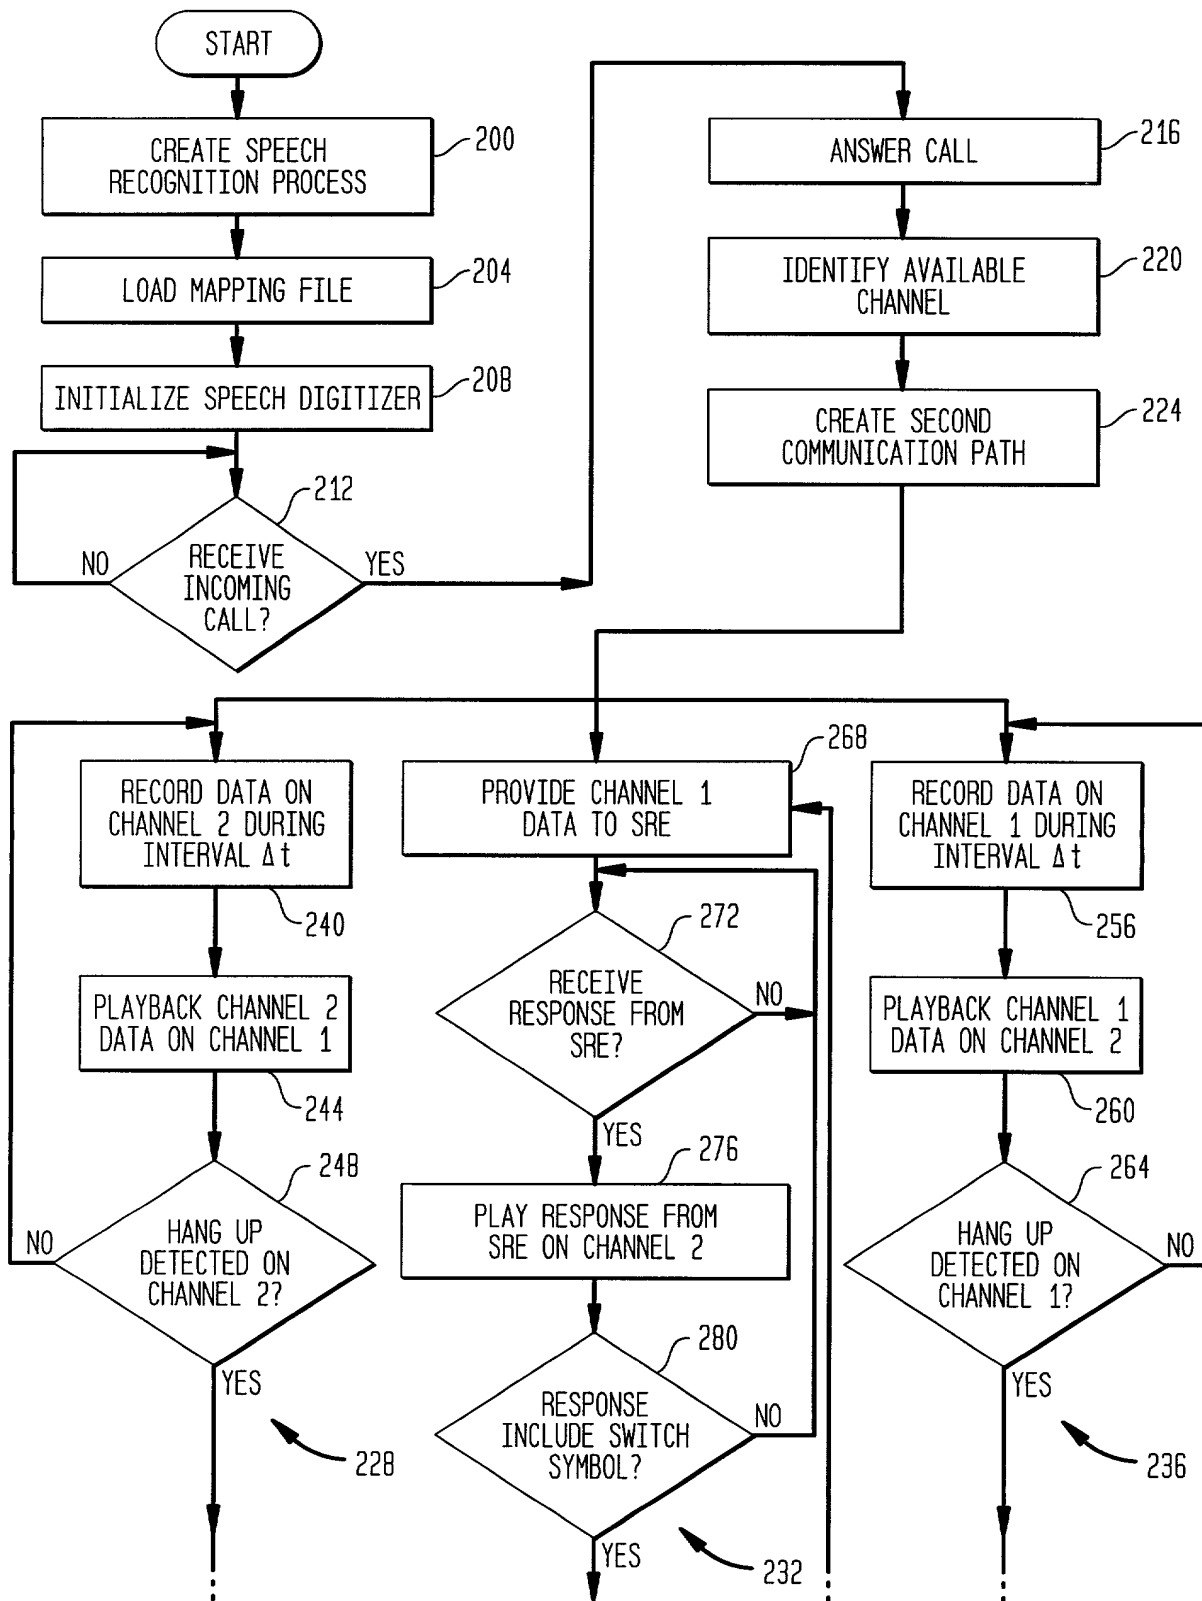 START
CREATE SPEECH
RECOGNITION PROCESS
200
LOAD MAPPING FILE
204
INITIALIZE SPEECH DIGITIZER
208
212
RECEIVE
INCOMING
CALL?
NO
YES
ANSWER CALL
216
IDENTIFY AVAILABLE
CHANNEL
220
CREATE SECOND
COMMUNICATION PATH
224
RECORD DATA ON
CHANNEL 2 DURING
INTERVAL Δt
240
PLAYBACK CHANNEL 2
DATA ON CHANNEL 1
244
248
HANG UP
DETECTED ON
CHANNEL 2?
NO
YES
228
268
PROVIDE CHANNEL 1
DATA TO SRE
272
RECEIVE
RESPONSE FROM
SRE?
NO
YES
276
PLAY RESPONSE FROM
SRE ON CHANNEL 2
280
RESPONSE
INCLUDE SWITCH
SYMBOL?
NO
YES
232
RECORD DATA ON
CHANNEL 1 DURING
INTERVAL Δt
256
PLAYBACK CHANNEL 1
DATA ON CHANNEL 2
260
264
HANG UP
DETECTED ON
CHANNEL 1?
NO
YES
236